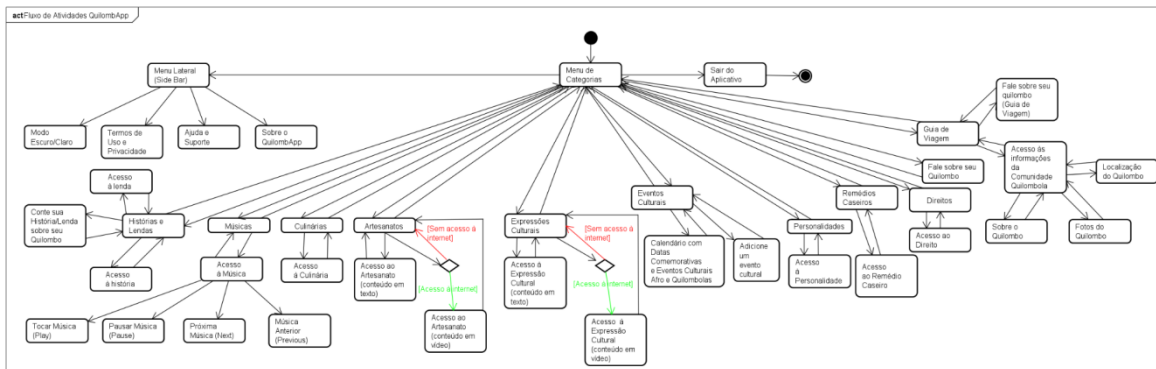 act Fluxo de Atividades QuilombApp
Menu Lateral
(Side Bar)
Menu de
Categorias
Sair do
Aplicativo
Fale sobre seu
quilombo
(Guia de
Viagem)
Guia de
Viagem
Modo
Escuro/Claro
Termos de
Uso e
Privacidade
Ajuda e
Suporte
Sobre o
QuilombApp
Fale sobre seu
Quilombo
Acesso ás
informações
da
Comunidade
Quilombola
Localização
do Quilombo
Acesso
á lenda
Conte sua
História/Lenda
sobre seu
Quilombo
Histórias e
Lendas
Músicas
Culinárias
Artesanatos
[Sem acesso á
internet]
Expressões
Culturais
[Sem acesso á
internet]
Eventos
Culturais
Personalidades
Remédios
Caseiros
Direitos
Sobre o
Quilombo
Fotos do
Quilombo
Acesso
á história
Acesso
á Música
Acesso
á Culinária
Acesso ao
Artesanato
(conteúdo em
texto)
[Acesso á internet]
Acesso á
Expressão
Cultural
(conteúdo em
texto)
[Acesso á internet]
Calendário com
Datas
Comemorativas
e Eventos Culturais
Afro e Quilombolas
Adicione
um
evento
cultural
Acesso
á
Personalidade
Acesso
ao Remédio
Caseiro
Acesso ao
Direito
Tocar Música
(Play)
Pausar Música
(Pause)
Próxima
Música (Next)
Música
Anterior
(Previous)
Acesso ao
Artesanato
(conteúdo em
vídeo)
Acesso á
Expressão
Cultural
(conteúdo em
vídeo)